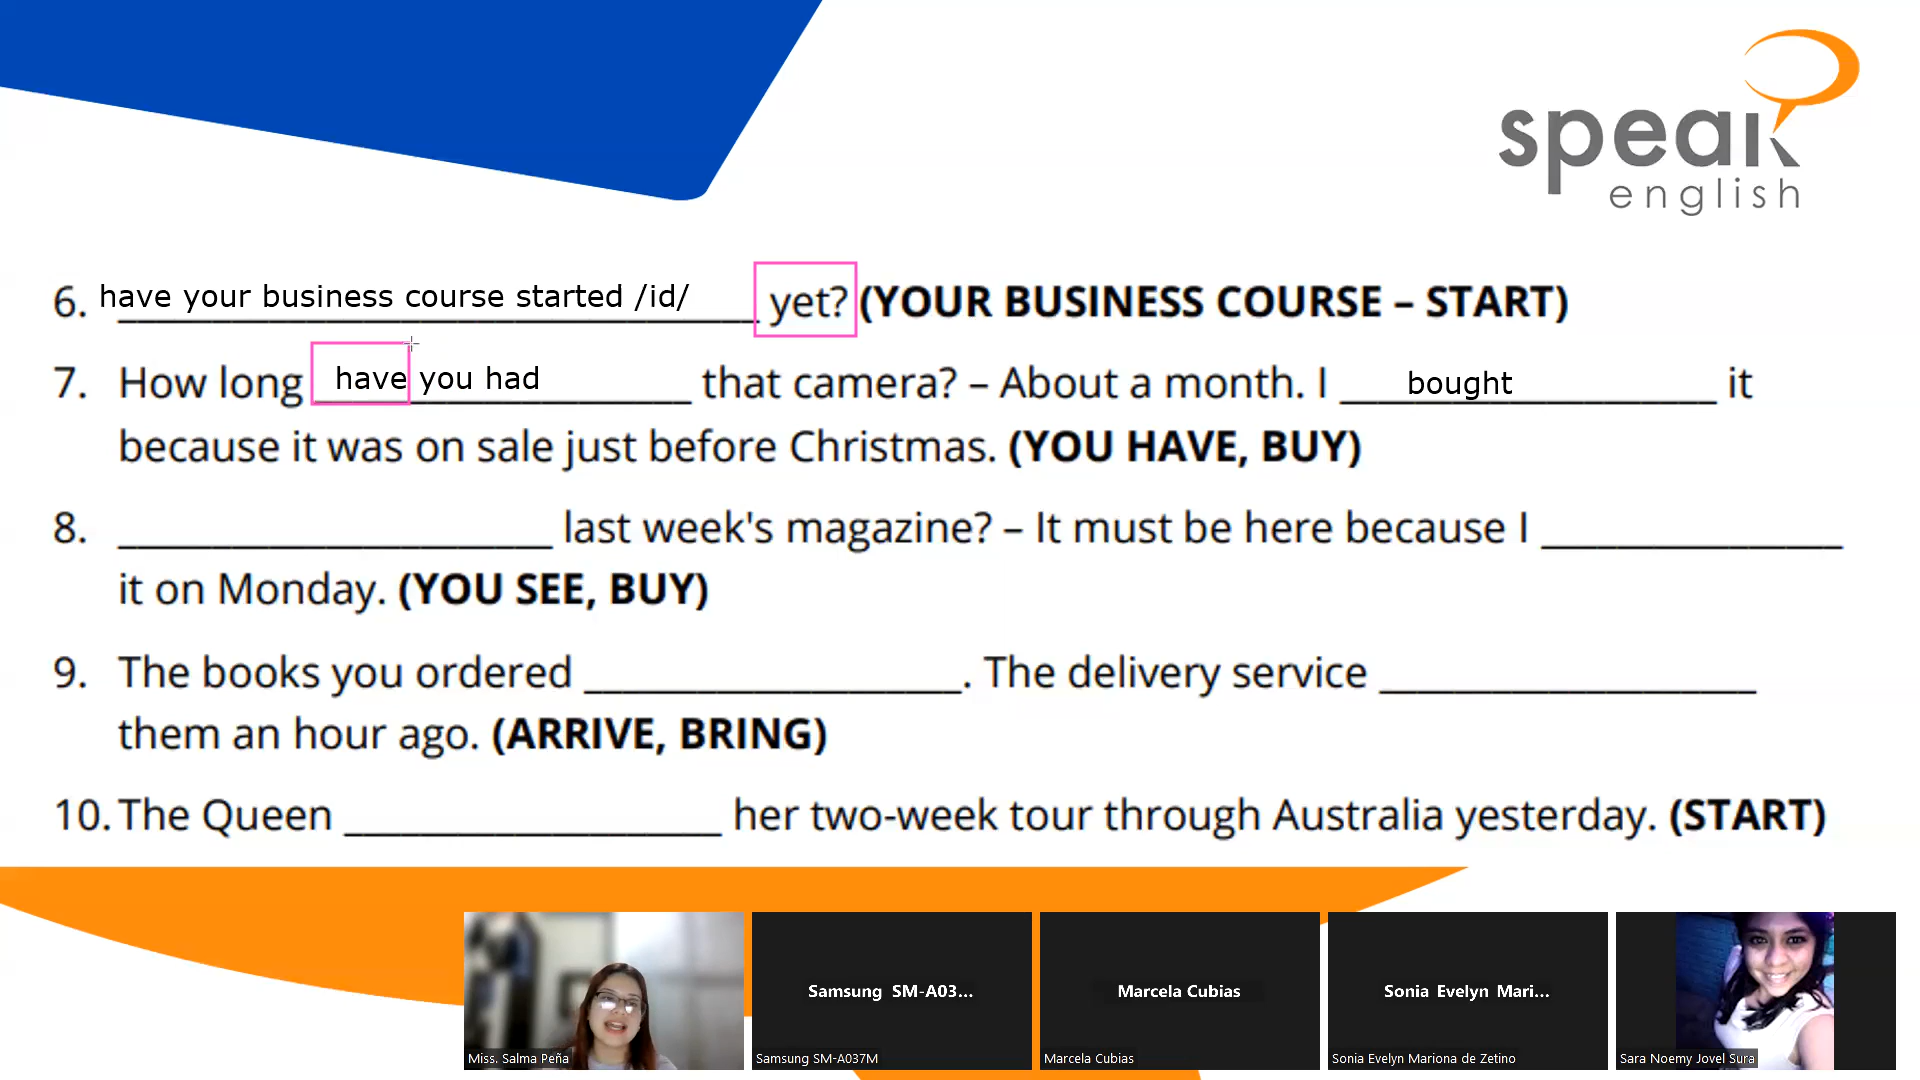 speak
english
6. have your business course started /id/ yet? (YOUR BUSINESS COURSE – START)
7. How long have you had that camera? – About a month. I bought it
because it was on sale just before Christmas. (YOU HAVE, BUY)
8. ____________________ last week's magazine? – It must be here because I ______________
it on Monday. (YOU SEE, BUY)
9. The books you ordered __________________. The delivery service __________________
them an hour ago. (ARRIVE, BRING)
10. The Queen __________________ her two-week tour through Australia yesterday. (START)
Samsung SM-A03... Marcela Cubias Sonia Evelyn Mari...
Miss. Salma Peña Samsung SM-A037M Marcela Cubias Sonia Evelyn Mariona de Zetino Sara Noemy Jovel Sura